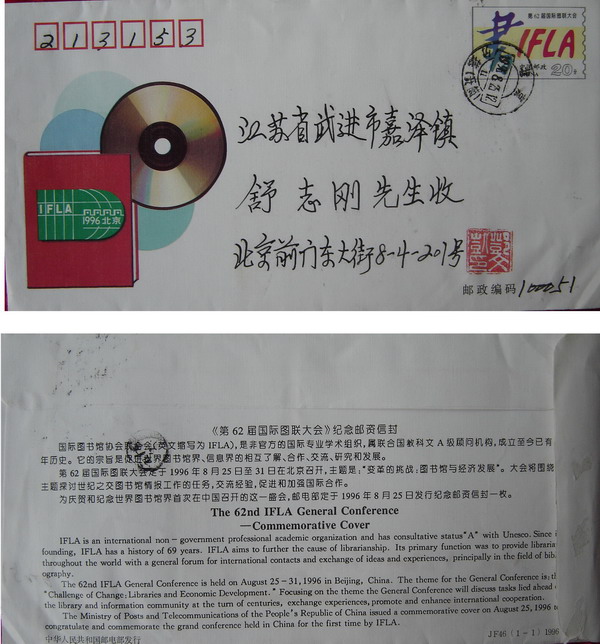 213153
第62届国际图联大会
IFLA
中国邮政
20分
江苏省武进市嘉泽镇
舒志刚先生收
北京前门东大街8-4-201号
邮政编码100051
IFLA
1996北京
《第62届国际图联大会》纪念邮资信封
国际图书馆协会联合会(英文缩写为IFLA),是非官方的国际专业学术组织,属联合国教科文A级顾问机构,成立至今已有
年历史。它的宗旨是促进世界图书馆界、信息界的相互了解、合作、交流、研究和发展。
第62届国际图联大会定于1996年8月25日至31日在北京召开,主题是:“变革的挑战:图书馆与经济发展”。大会将围绕
主题探讨世纪之交图书馆情报工作的任务,交流经验,促进和加强国际合作。
为庆贺和纪念世界图书馆界首次在中国召开的这一盛会,邮电部定于1996年8月25日发行纪念邮资信封一枚。
The 62nd IFLA General Conference
—Commemorative Cover
IFLA is an international non-government professional academic organization and has consultative status "A" with Unesco. Since i
founding, IFLA has a history of 69 years. IFLA aims to further the cause of librarianship. Its primary function was to provide libraria
throughout the world with a general forum for international contacts and exchange of ideas and experiences, principally in the field of bib
ography.
The 62nd IFLA General Conference is held on August 25-31, 1996 in Beijing, China. The theme for the General Conference is: th
"Challenge of Change: Libraries and Economic Development." Focusing on the theme the General Conference will discuss tasks lied ahead o
the library and information community at the turn of centuries, exchange experiences, promote and enhance international cooperation.
The Ministry of Posts and Telecommunications of the People's Republic of China issued a commemorative cover on August 25, 1996 to
congratulate and commemorate the grand conference held in China for the first time by IFLA.
中华人民共和国邮电部发行
JF46 (1-1) 1996